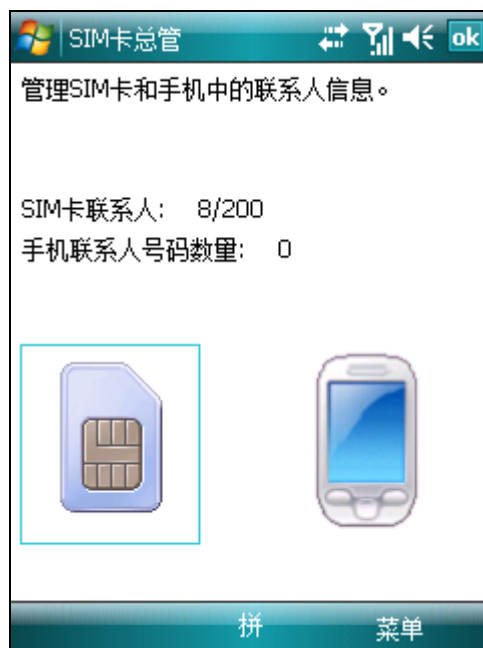 SIM卡总管
ok
管理SIM卡和手机中的联系人信息。
SIM卡联系人: 8/200
手机联系人号码数量: 0
拼
菜单